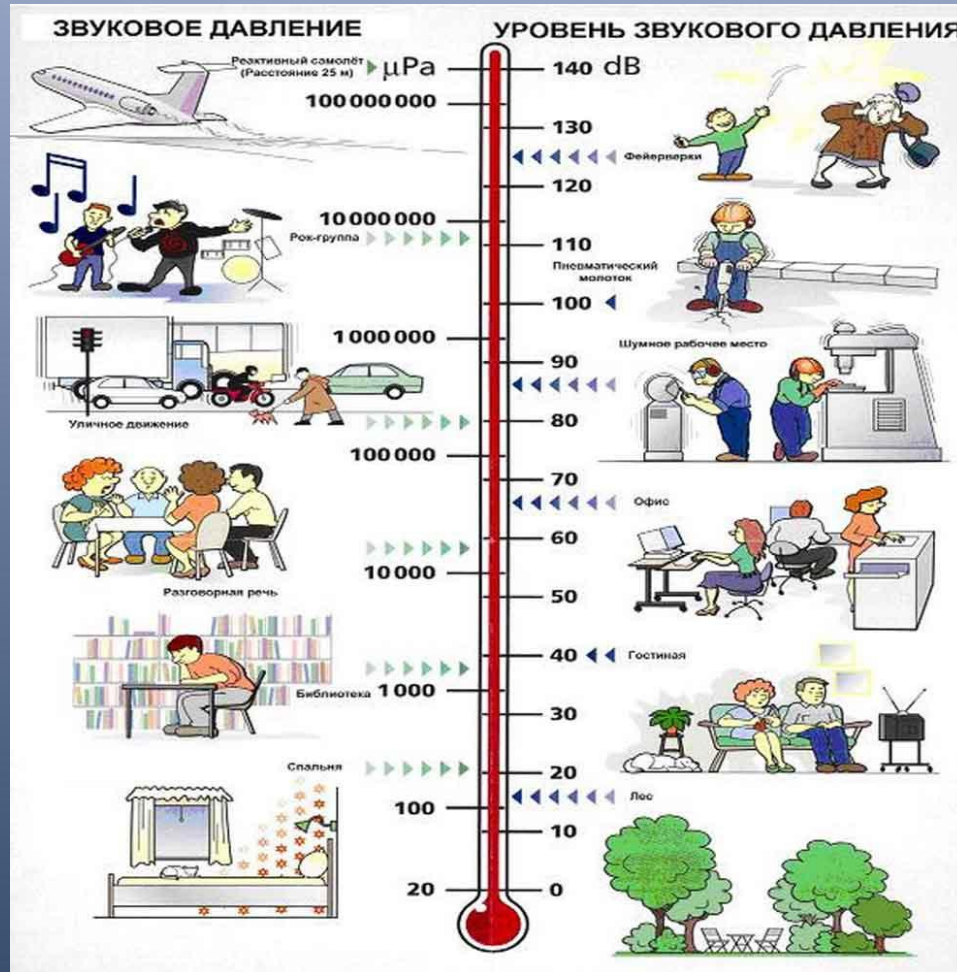 ЗВУКОВОЕ ДАВЛЕНИЕ
УРОВЕНЬ ЗВУКОВОГО ДАВЛЕНИЯ
Реактивный самолёт
(Расстояние 25 м)
μPa
140 dB
100 000 000
130
Фейерверки
120
10 000 000
Рок-группа
110
Пневматический
молоток
100
1 000 000
Шумное рабочее место
90
Уличное движение
80
100 000
70
Офис
60
10 000
Разговорная речь
50
40
Гостиная
Библиотека
1 000
30
Спальня
20
Лес
100
10
20
0